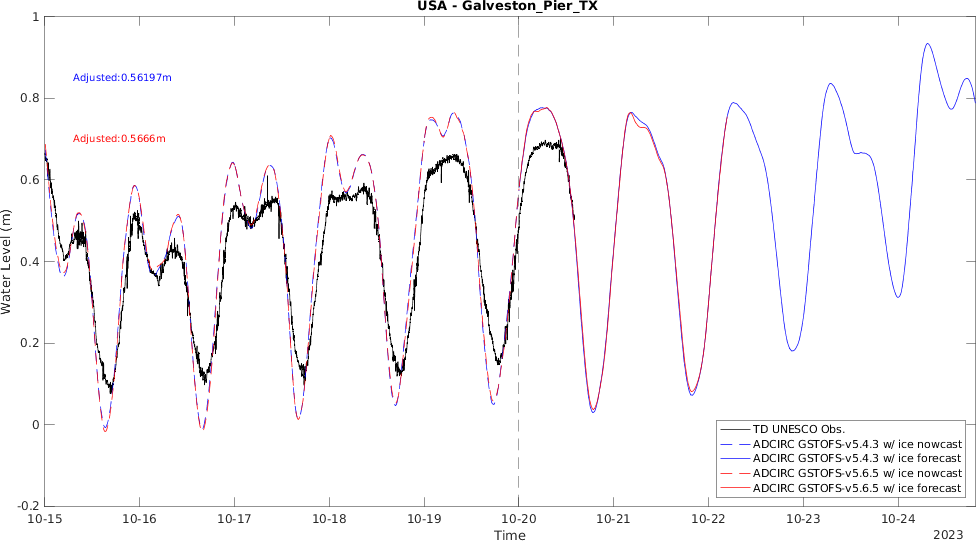 USA - Galveston_Pier_TX
1
0.8
0.6
0.4
0.2
0
-0.2
Water Level (m)
Adjusted:0.56197m
Adjusted:0.5666m
TD UNESCO Obs.
ADCIRC GSTOFS-v5.4.3 w/ ice nowcast
ADCIRC GSTOFS-v5.4.3 w/ ice forecast
ADCIRC GSTOFS-v5.6.5 w/ ice nowcast
ADCIRC GSTOFS-v5.6.5 w/ ice forecast
10-15 10-16 10-17 10-18 10-19 10-20 10-21 10-22 10-23 10-24
Time
2023